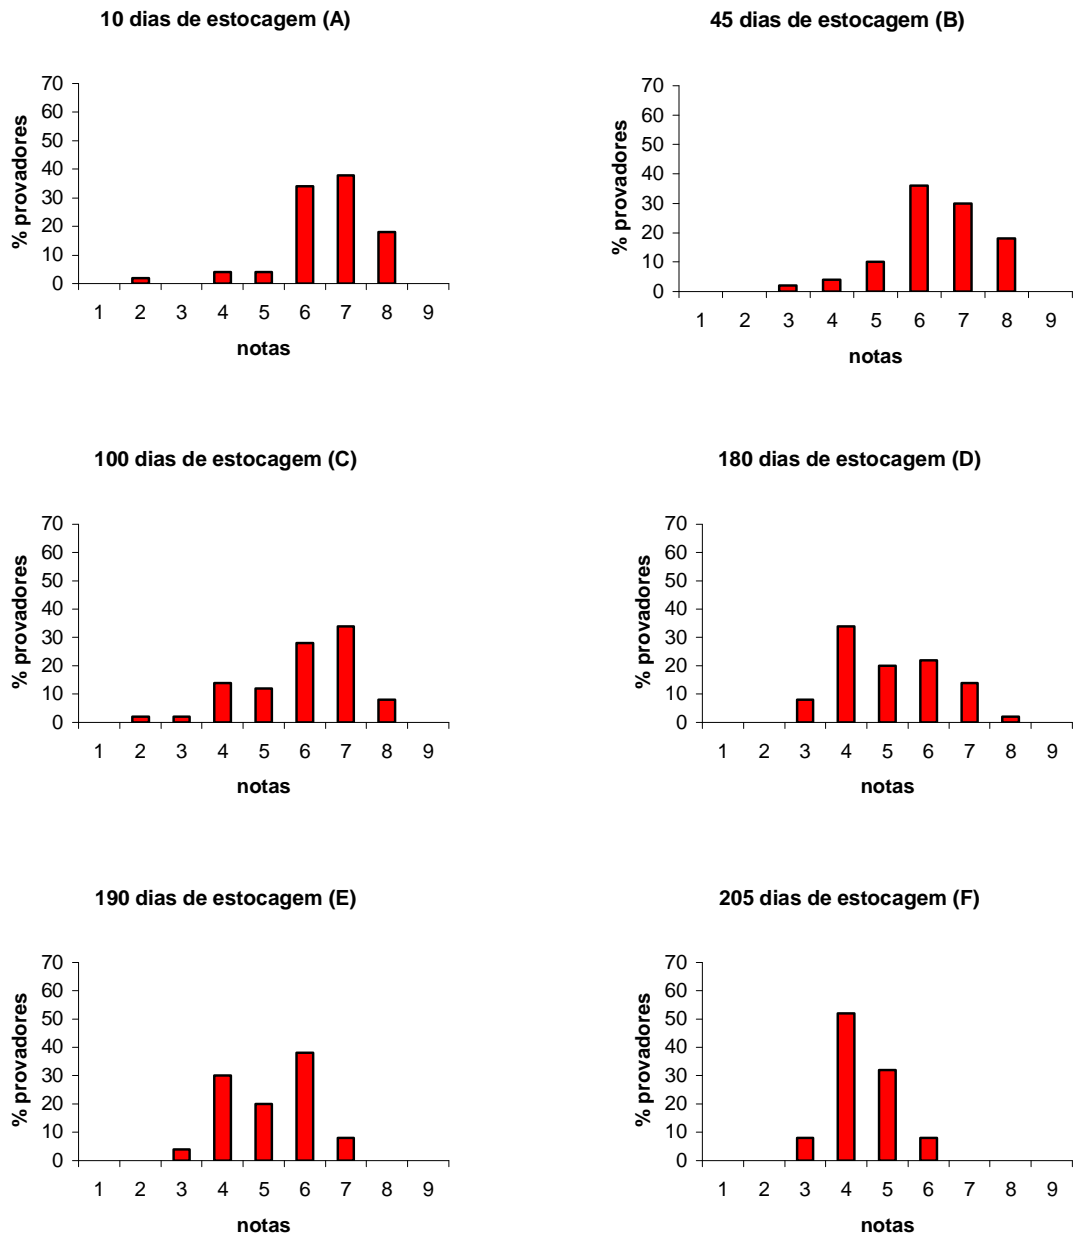 10 dias de estocagem (A)
% provadores
70
60
50
40
30
20
10
0
1 2 3 4 5 6 7 8 9
notas
45 dias de estocagem (B)
% provadores
70
60
50
40
30
20
10
0
1 2 3 4 5 6 7 8 9
notas
100 dias de estocagem (C)
% provadores
70
60
50
40
30
20
10
0
1 2 3 4 5 6 7 8 9
notas
180 dias de estocagem (D)
% provadores
70
60
50
40
30
20
10
0
1 2 3 4 5 6 7 8 9
notas
190 dias de estocagem (E)
% provadores
70
60
50
40
30
20
10
0
1 2 3 4 5 6 7 8 9
notas
205 dias de estocagem (F)
% provadores
70
60
50
40
30
20
10
0
1 2 3 4 5 6 7 8 9
notas